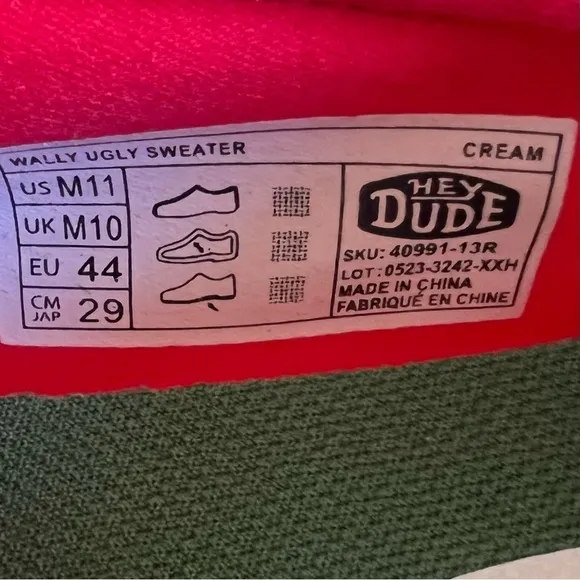 WALLY UGLY SWEATER CREAM
US M11
UK M10
EU 44
CM JAP 29
HEY DUDE
SKU: 40991-13R
LOT: 0523-3242-XXH
MADE IN CHINA
FABRIQUÉ EN CHINE